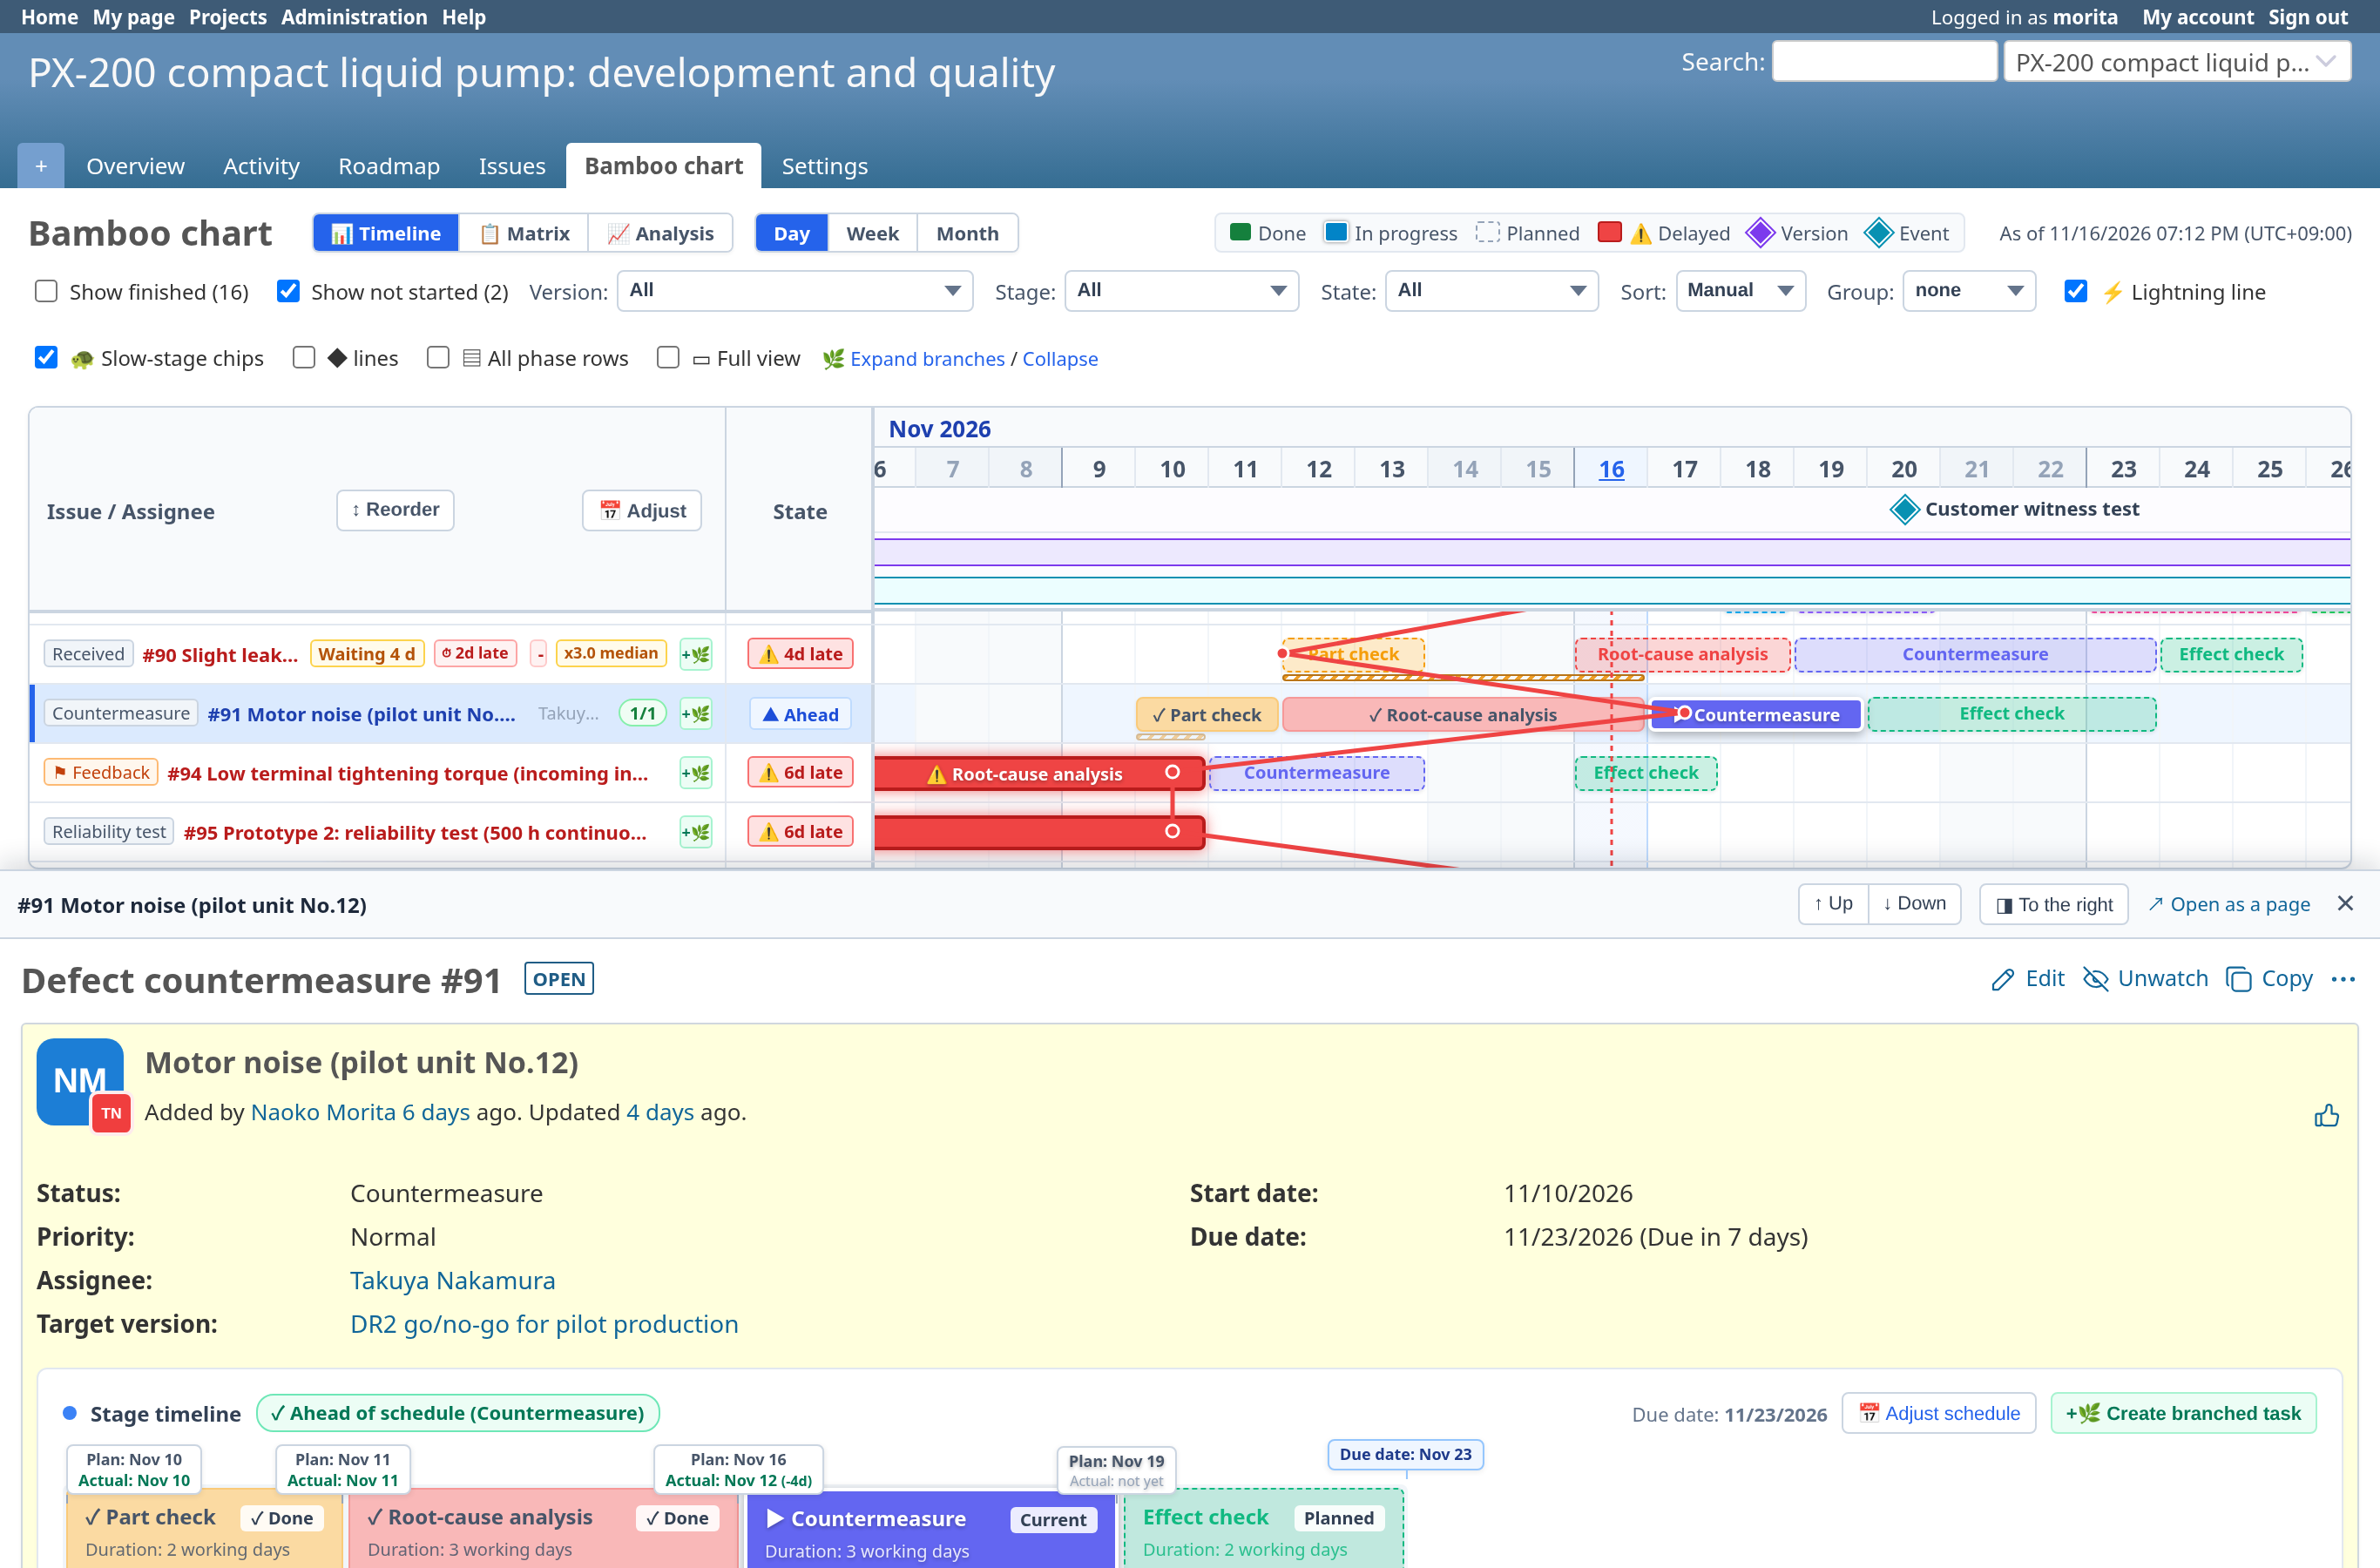 Home My page Projects Administration Help
Logged in as morita My account Sign out
PX-200 compact liquid pump: development and quality
Search: PX-200 compact liquid p...
+ Overview Activity Roadmap Issues Bamboo chart Settings
Bamboo chart 📊 Timeline 📋 Matrix 📈 Analysis Day Week Month Done In progress Planned ⚠️ Delayed Version Event As of 11/16/2026 07:12 PM (UTC+09:00)
Show finished (16) Show not started (2) Version: All Stage: All State: All Sort: Manual Group: none ⚡ Lightning line
🐢 Slow-stage chips ◆ lines ▤ All phase rows ▭ Full view 🌿 Expand branches / Collapse
Nov 2026
6 7 8 9 10 11 12 13 14 15 16 17 18 19 20 21 22 23 24 25 26
Issue / Assignee ↕ Reorder 📅 Adjust State
Customer witness test
Received #90 Slight leak... Waiting 4 d ⏱ 2d late - x3.0 median +🌿 ⚠️ 4d late Part check Root-cause analysis Countermeasure Effect check
Countermeasure #91 Motor noise (pilot unit No.... Takuy... 1/1 +🌿 ▲ Ahead ✓ Part check ✓ Root-cause analysis Countermeasure Effect check
⚑ Feedback #94 Low terminal tightening torque (incoming in... +🌿 ⚠️ 6d late ⚠️ Root-cause analysis Countermeasure Effect check
Reliability test #95 Prototype 2: reliability test (500 h continuo... +🌿 ⚠️ 6d late
#91 Motor noise (pilot unit No.12) ↑ Up ↓ Down ◨ To the right ↗ Open as a page ✕
Defect countermeasure #91 OPEN Edit Unwatch Copy ...
NM
TN
Motor noise (pilot unit No.12)
Added by Naoko Morita 6 days ago. Updated 4 days ago.
Status: Countermeasure Start date: 11/10/2026
Priority: Normal Due date: 11/23/2026 (Due in 7 days)
Assignee: Takuya Nakamura
Target version: DR2 go/no-go for pilot production
Stage timeline ✓ Ahead of schedule (Countermeasure) Due date: 11/23/2026 📅 Adjust schedule +🌿 Create branched task
Plan: Nov 10 Plan: Nov 11 Plan: Nov 16 Plan: Nov 19 Due date: Nov 23
Actual: Nov 10 Actual: Nov 11 Actual: Nov 12 (-4d) Actual: not yet
✓ Part check ✓ Done ✓ Root-cause analysis ✓ Done ▶ Countermeasure Current Effect check Planned
Duration: 2 working days Duration: 3 working days Duration: 3 working days Duration: 2 working days